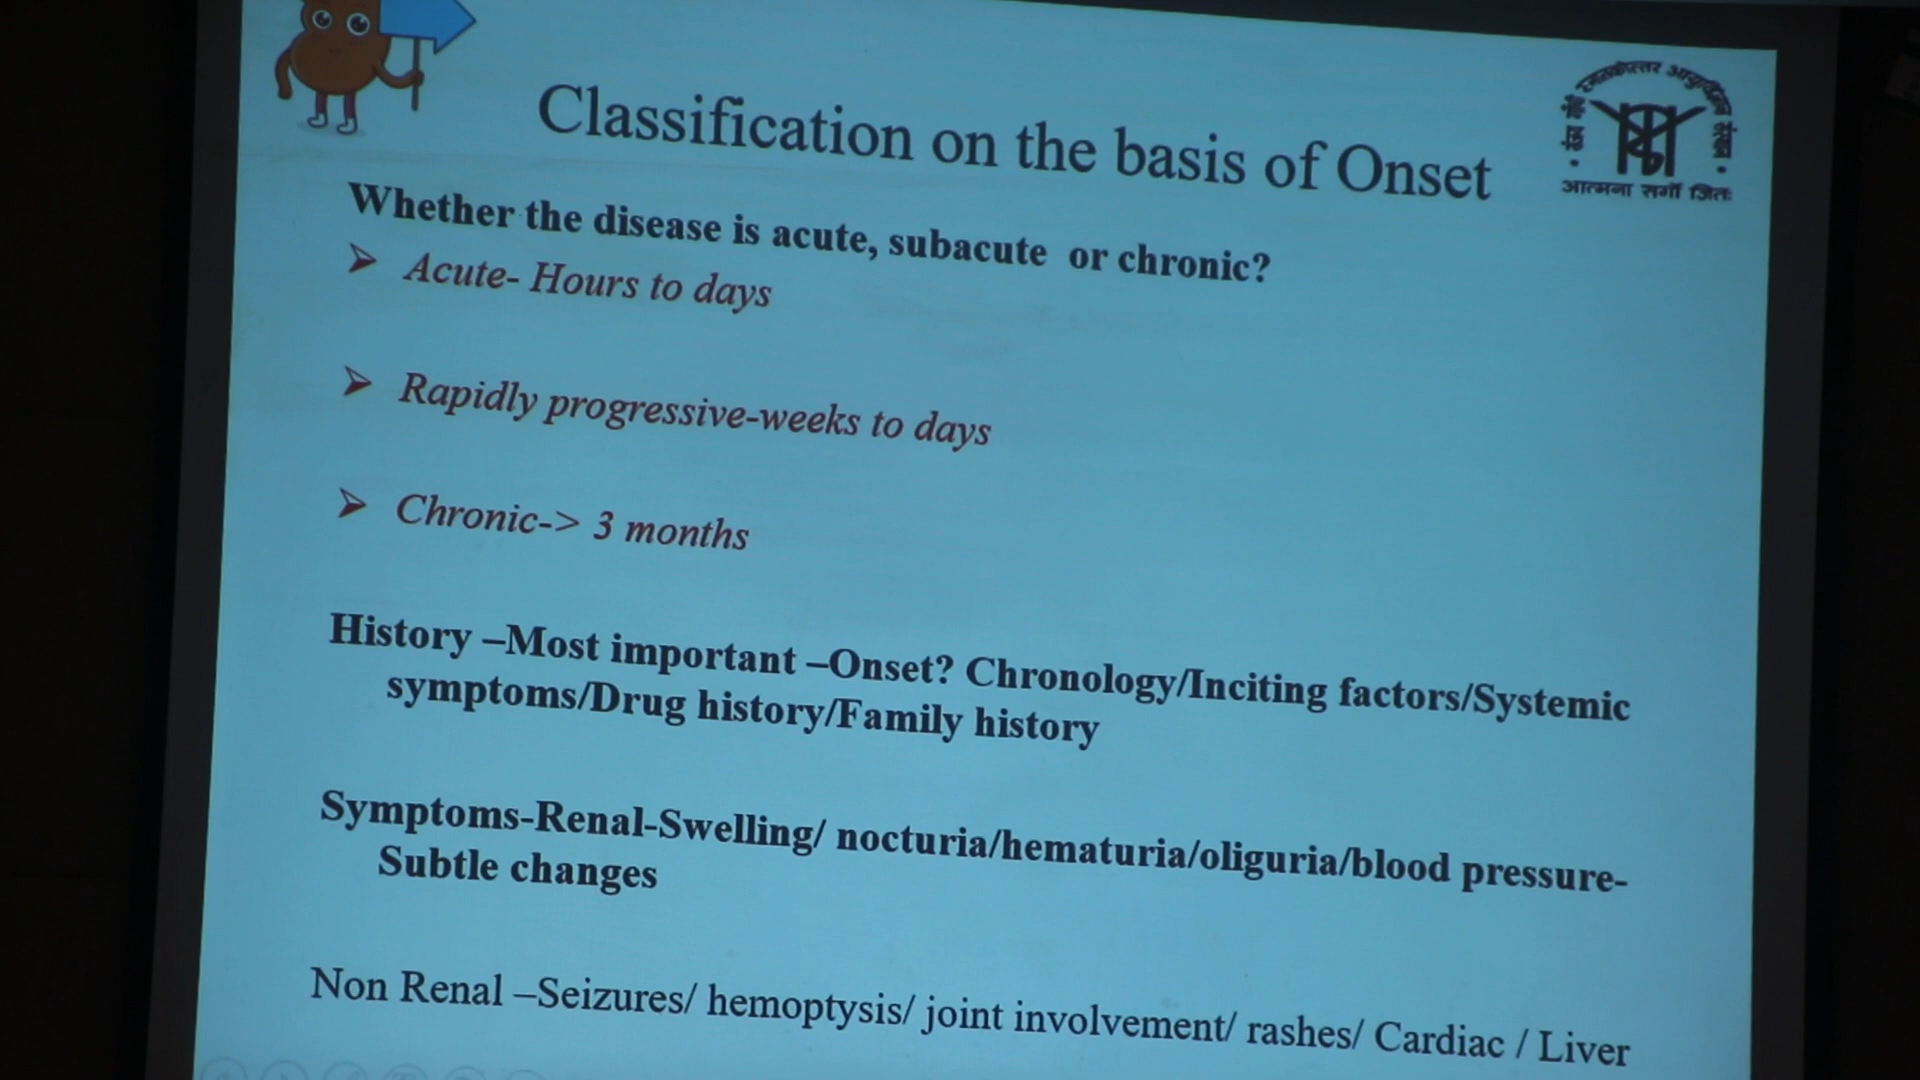 Classification on the basis of Onset
आत्मना सर्गो जितः
Whether the disease is acute, subacute or chronic?
➢ Acute- Hours to days
➢ Rapidly progressive-weeks to days
➢ Chronic-> 3 months
History –Most important –Onset? Chronology/Inciting factors/Systemic
symptoms/Drug history/Family history
Symptoms-Renal-Swelling/ nocturia/hematuria/oliguria/blood pressure-
Subtle changes
Non Renal –Seizures/ hemoptysis/ joint involvement/ rashes/ Cardiac / Liver